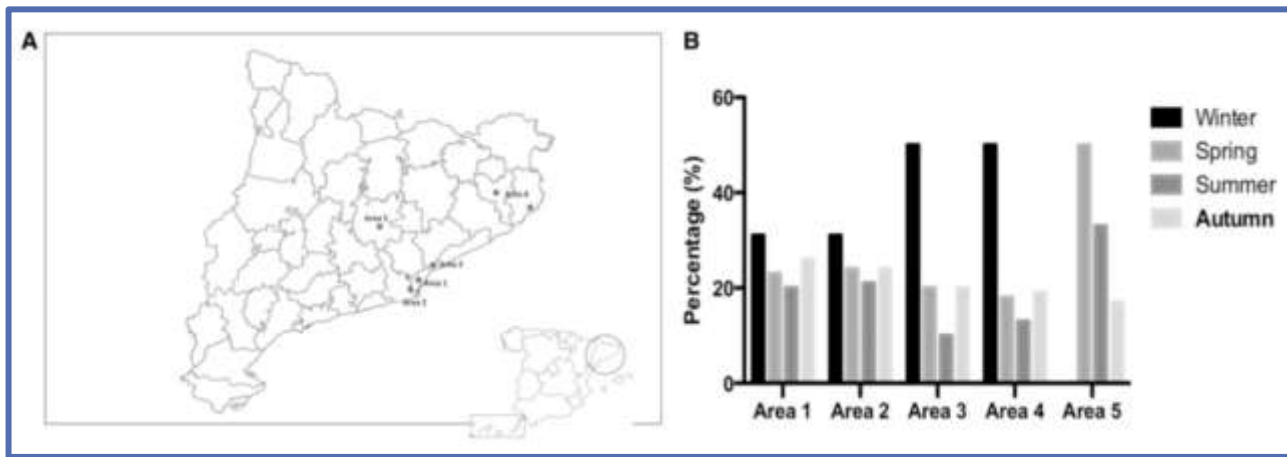 A
B
60
40
20
0
Percentage (%)
Winter
Spring
Summer
Autumn
Area 1
Area 2
Area 3
Area 4
Area 5